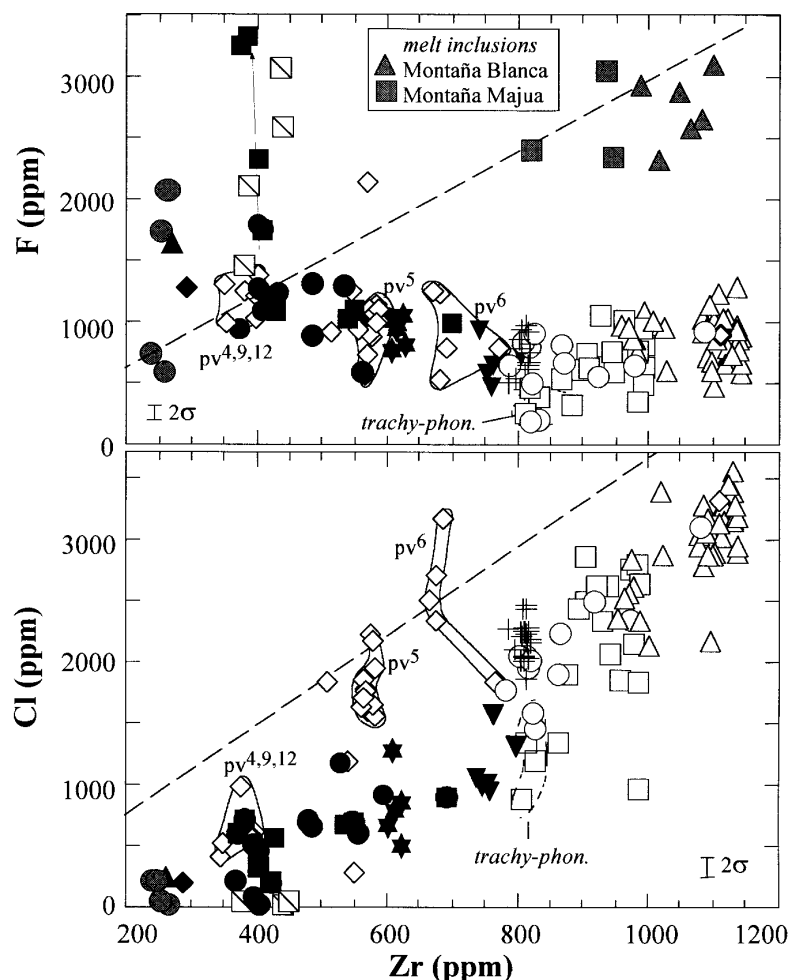 melt inclusions
Montaña Blanca
Montaña Majua
F (ppm)
3000
2000
1000
0
pv⁵
pv⁶
pv⁴,⁹,¹²
2σ
trachy-phon.
Cl (ppm)
3000
2000
1000
0
pv⁶
pv⁵
pv⁴,⁹,¹²
trachy-phon.
2σ
200 400 600 800 1000 1200
Zr (ppm)